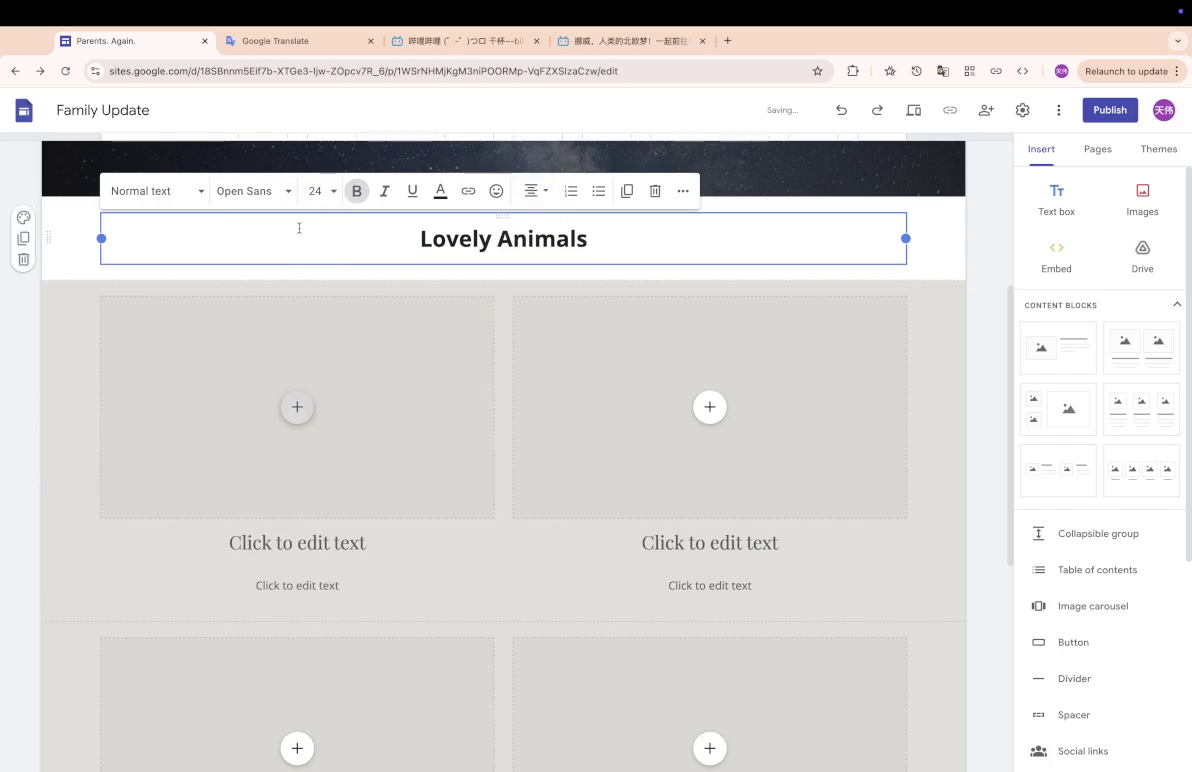 Parents. Again.
Google Translate
哔哩哔哩 (゜-゜)つロ 干杯~-bili
挪威，人类的北欧梦！一起前往
sites.google.com/d/18SBnnm5Eif7b-XTGe3-ljw-ZOpcv7R_6/p/1WSrNHMjKgM3niPOORMp-VqFZXSlzaCzw/edit
天伟
Relaunch to update
Family Update
Saving...
Publish
天伟
Insert
Pages
Themes
Normal text
Open Sans
24
B
I
U
A
Lovely Animals
Text box
Images
Embed
Drive
CONTENT BLOCKS
Click to edit text
Click to edit text
Click to edit text
Click to edit text
Collapsible group
Table of contents
Image carousel
Button
Divider
Spacer
Social links